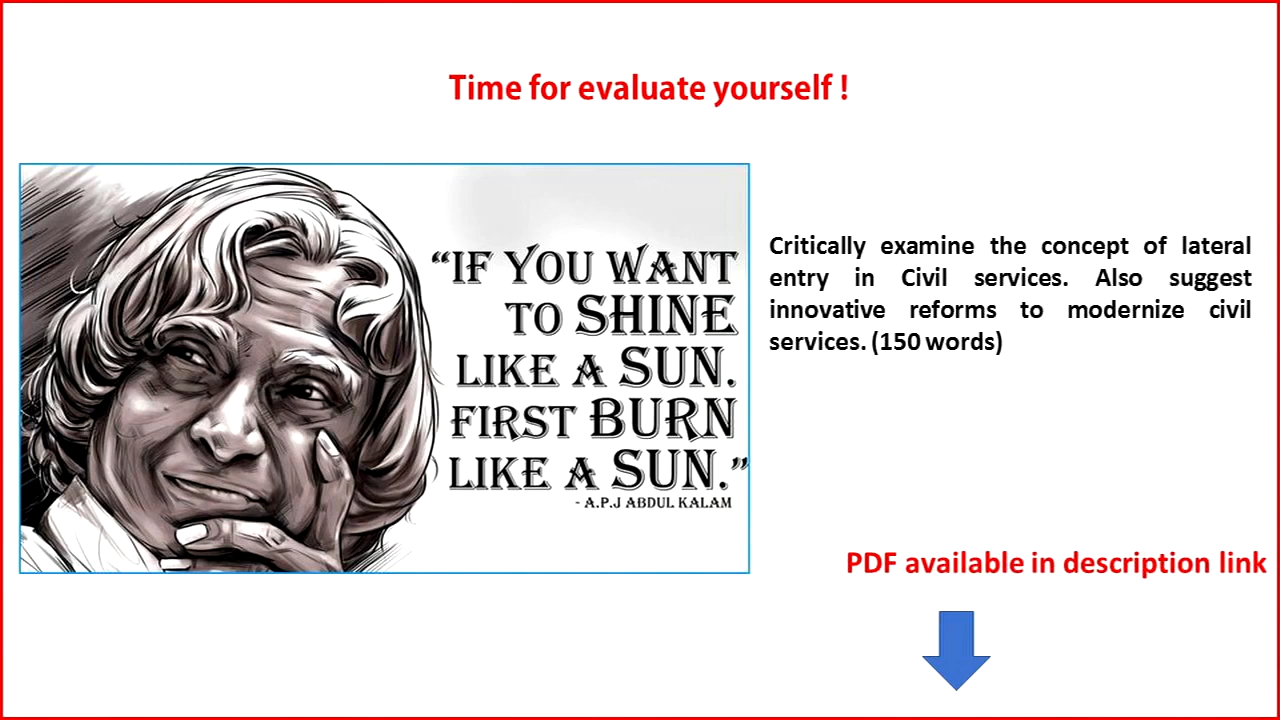 Time for evaluate yourself !
“IF YOU WANT
TO SHINE
LIKE A SUN.
FIRST BURN
LIKE A SUN.”
- A.P.J ABDUL KALAM
Critically examine the concept of lateral
entry in Civil services. Also suggest
innovative reforms to modernize civil
services. (150 words)
PDF available in description link